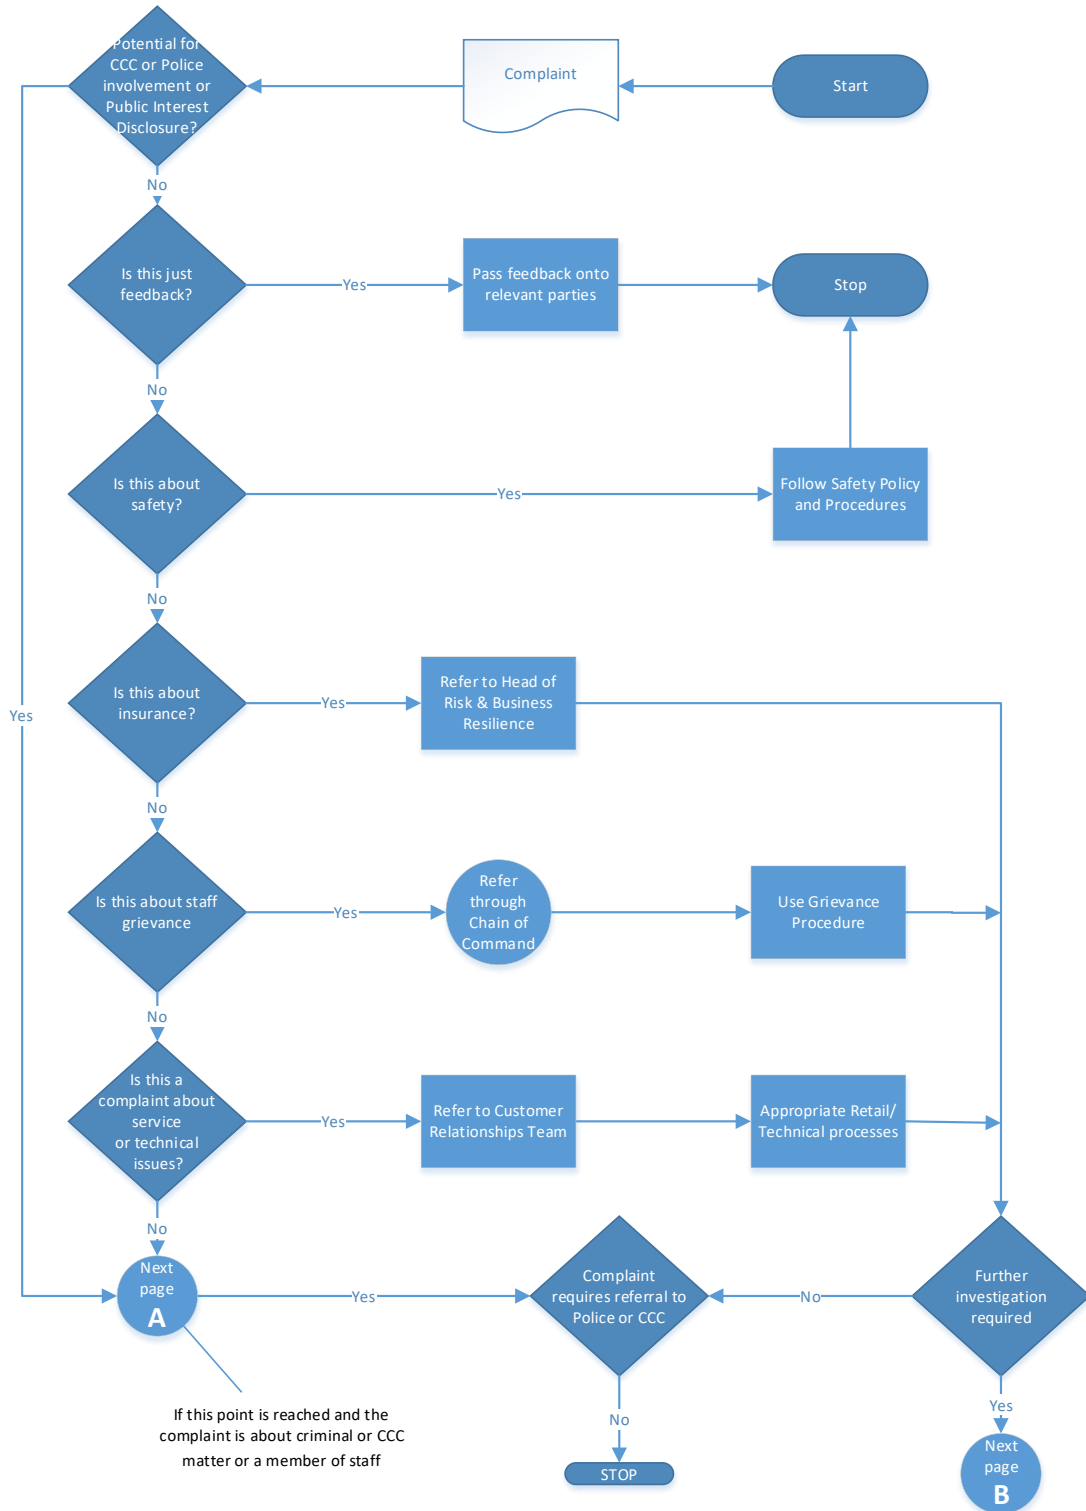 Potential for
CCC or Police
involvement or
Public Interest
Disclosure?
Complaint
Start
No
Is this just
feedback?
Yes
Pass feedback onto
relevant parties
Stop
No
Is this about
safety?
Yes
Follow Safety Policy
and Procedures
No
Is this about
insurance?
Yes
Refer to Head of
Risk & Business
Resilience
Yes
No
Is this about staff
grievance
Yes
Refer
through
Chain of
Command
Use Grievance
Procedure
No
Is this a
complaint about
service
or technical
issues?
Yes
Refer to Customer
Relationships Team
Appropriate Retail/
Technical processes
No
Next
page
A
Yes
Complaint
requires referral to
Police or CCC
No
Further
investigation
required
If this point is reached and the
complaint is about criminal or CCC
matter or a member of staff
No
STOP
Yes
Next
page
B